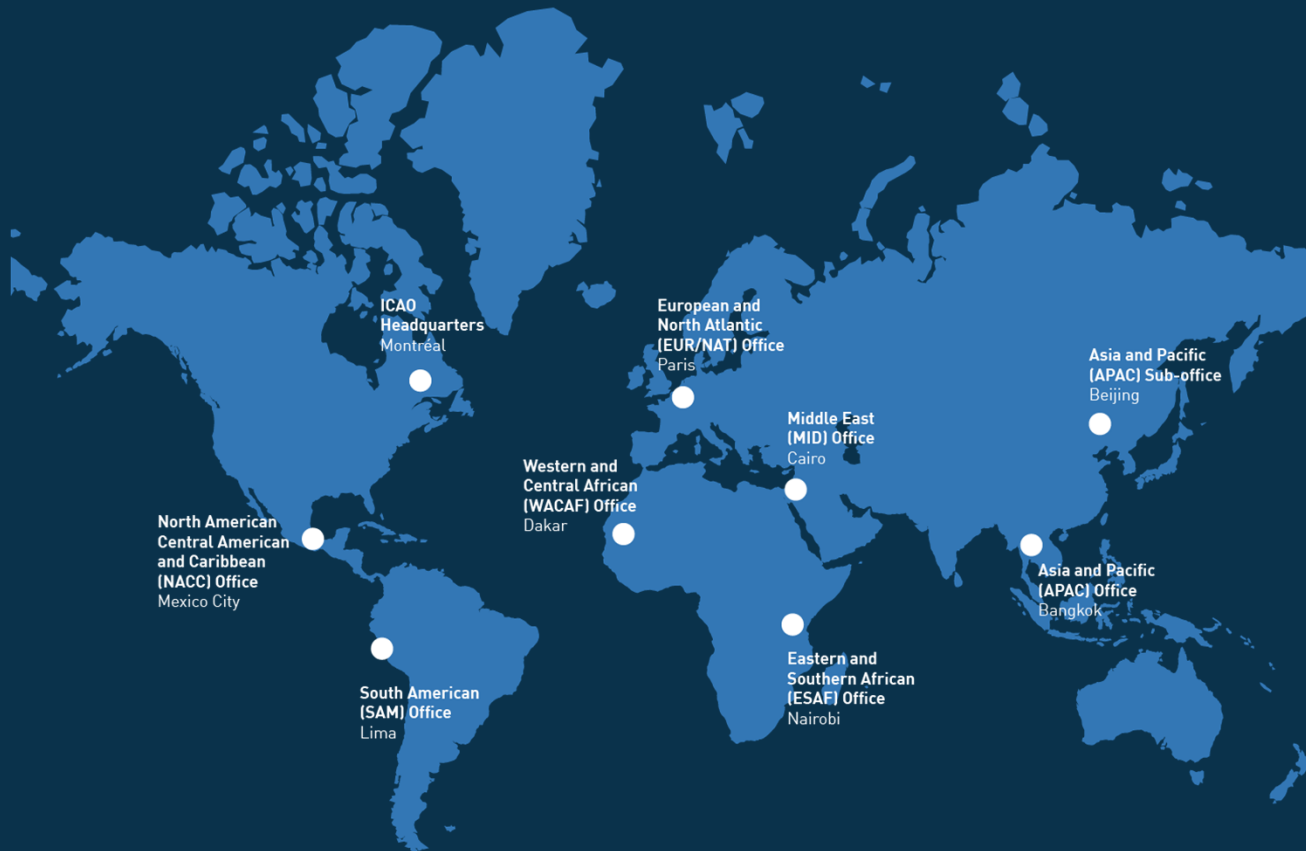 ICAO
Headquarters
Montréal
European and
North Atlantic
(EUR/NAT) Office
Paris
Asia and Pacific
(APAC) Sub-office
Beijing
Middle East
(MID) Office
Cairo
Western and
Central African
(WACAF) Office
Dakar
North American
Central American
and Caribbean
(NACC) Office
Mexico City
Asia and Pacific
(APAC) Office
Bangkok
Eastern and
Southern African
(ESAF) Office
Nairobi
South American
(SAM) Office
Lima